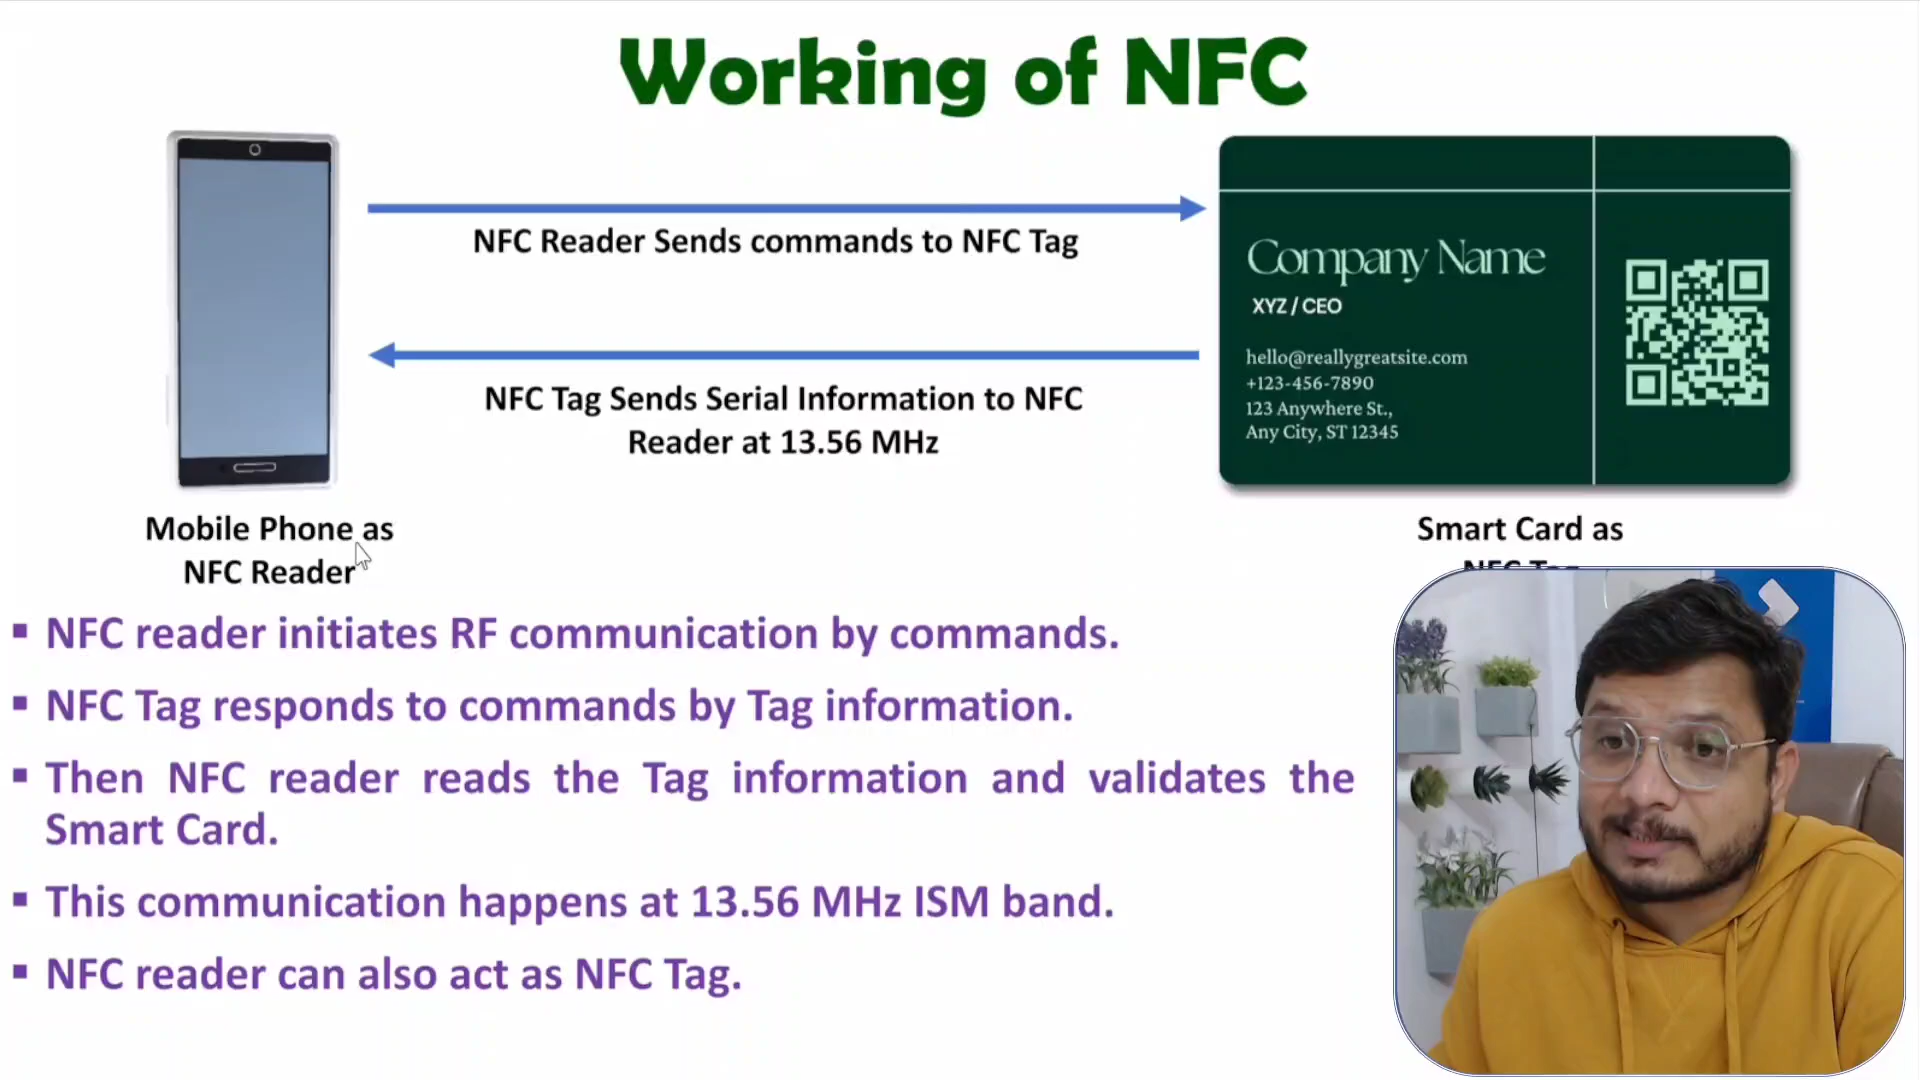 Working of NFC
NFC Reader Sends commands to NFC Tag
NFC Tag Sends Serial Information to NFC
Reader at 13.56 MHz
Company Name
XYZ / CEO
hello@reallygreatsite.com
+123-456-7890
123 Anywhere St.,
Any City, ST 12345
Mobile Phone as
NFC Reader
Smart Card as
NFC Tag
▪ NFC reader initiates RF communication by commands.
▪ NFC Tag responds to commands by Tag information.
▪ Then NFC reader reads the Tag information and validates the
Smart Card.
▪ This communication happens at 13.56 MHz ISM band.
▪ NFC reader can also act as NFC Tag.